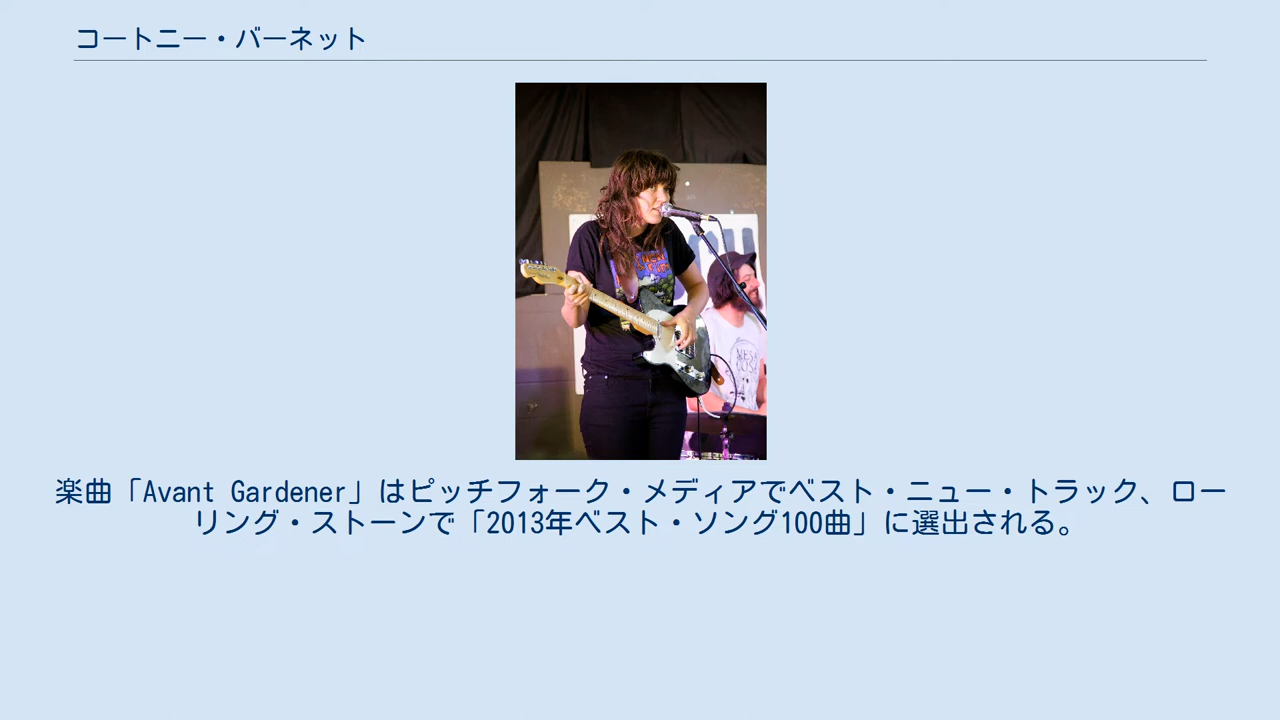 コートニー・バーネット
楽曲「Avant Gardener」はピッチフォーク・メディアでベスト・ニュー・トラック、ロー
リング・ストーンで「2013年ベスト・ソング100曲」に選出される。